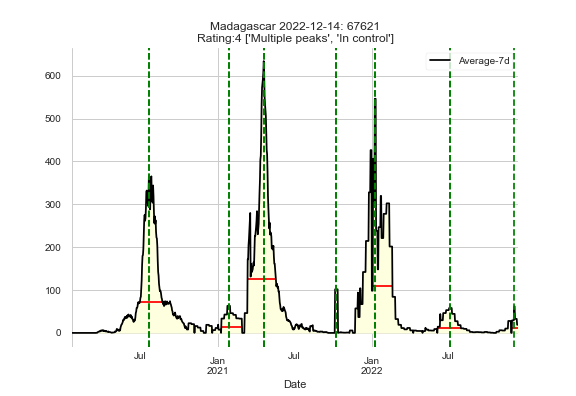 Madagascar 2022-12-14: 67621
Rating:4 ['Multiple peaks', 'In control']
Average-7d
600
500
400
300
200
100
0
Jul
Jan
2021
Jul
Jan
2022
Jul
Date